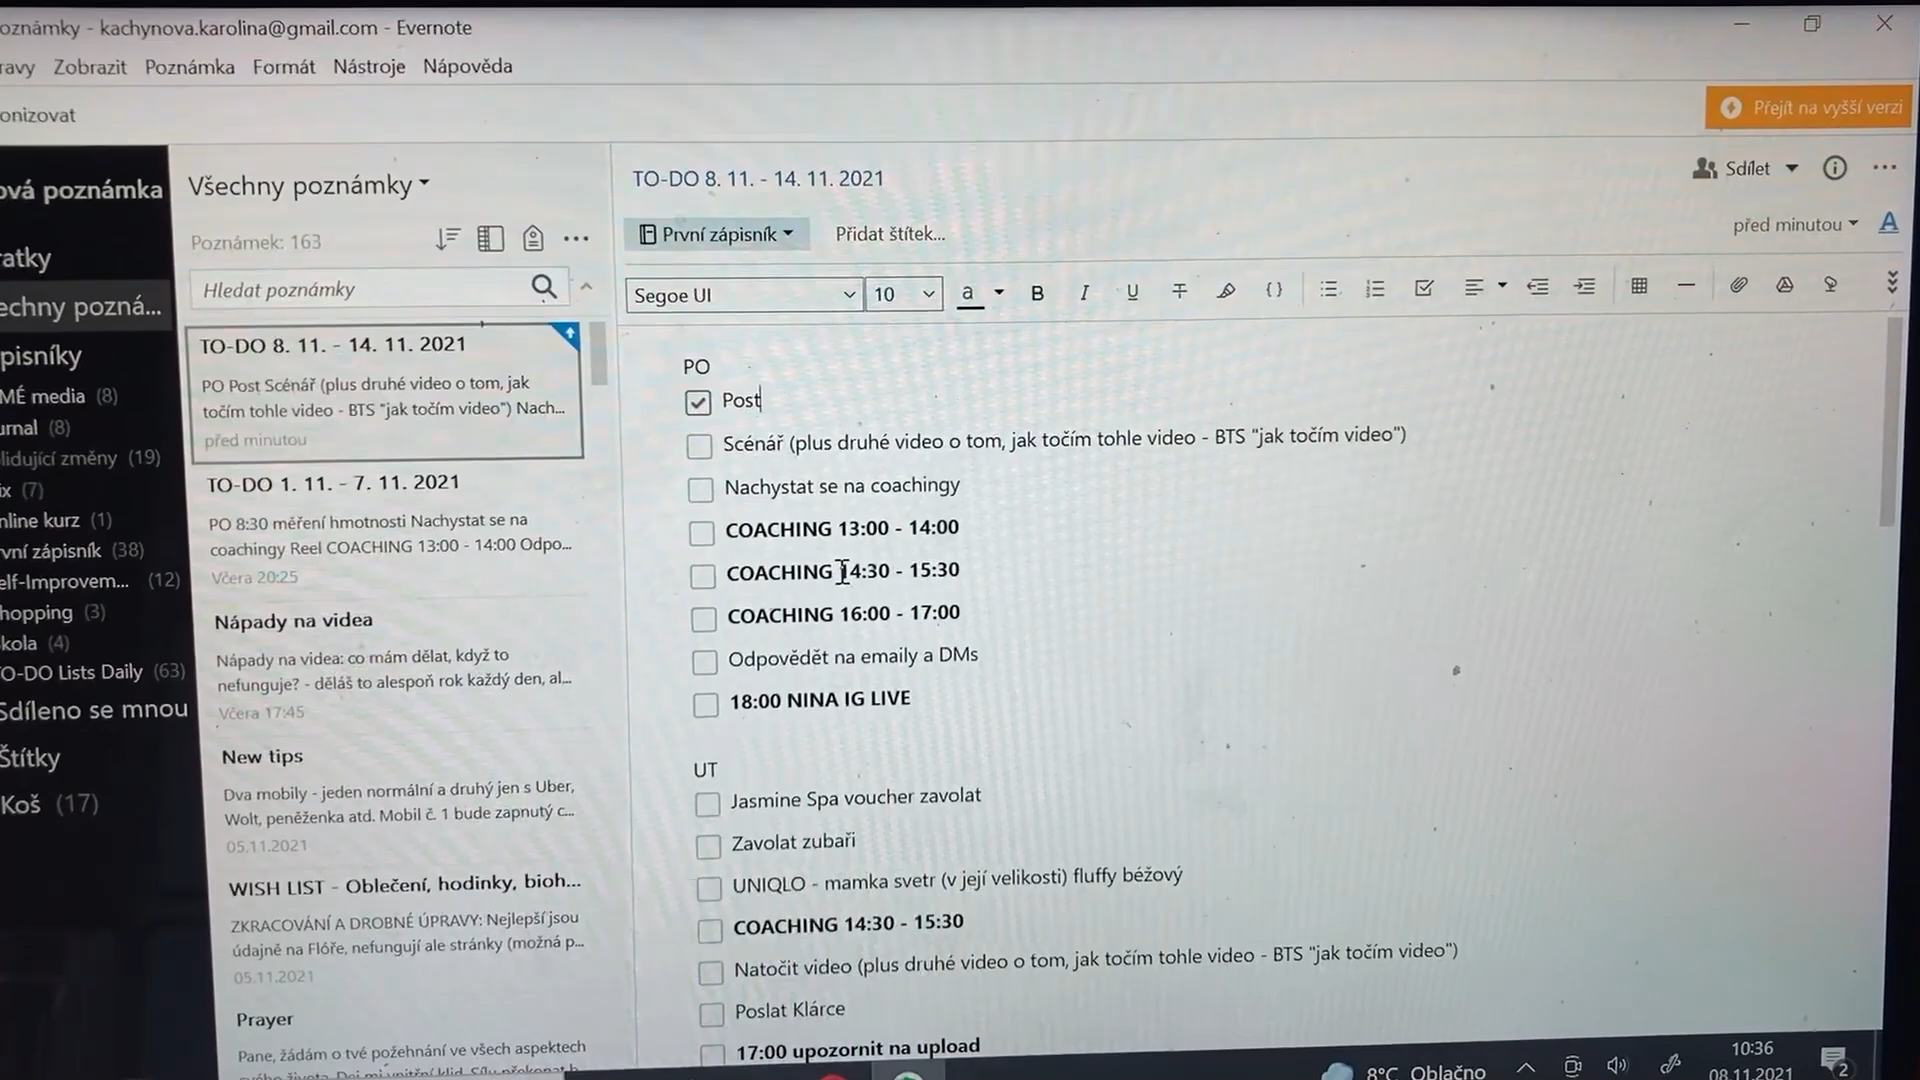 oznámky - kachynova.karolina@gmail.com - Evernote
ravy Zobrazit Poznámka Formát Nástroje Nápověda
onizovat
Přejít na vyšší verzi
ová poznámka
ratky
echny pozná...
pisníky
MÉ media (8)
urnal (8)
lidující změny (19)
ix (7)
nline kurz (1)
vní zápisník (38)
elf-Improvem... (12)
hopping (3)
kola (4)
O-DO Lists Daily (63)
Sdíleno se mnou
Štítky
Koš (17)
Všechny poznámky
Poznámek: 163
Hledat poznámky
TO-DO 8. 11. - 14. 11. 2021
PO Post Scénář (plus druhé video o tom, jak
točím tohle video - BTS "jak točím video") Nach...
před minutou
TO-DO 1. 11. - 7. 11. 2021
PO 8:30 měření hmotnosti Nachystat se na
coachingy Reel COACHING 13:00 - 14:00 Odpo...
Včera 20:25
Nápady na videa
Nápady na videa: co mám dělat, když to
nefunguje? - děláš to alespoň rok každý den, al...
Včera 17:45
New tips
Dva mobily - jeden normální a druhý jen s Uber,
Wolt, peněženka atd. Mobil č. 1 bude zapnutý c...
05.11.2021
WISH LIST - Oblečení, hodinky, bioh...
ZKRACOVÁNÍ A DROBNÉ ÚPRAVY: Nejlepší jsou
údajně na Flóře, nefungují ale stránky (možná p...
05.11.2021
Prayer
Pane, žádám o tvé požehnání ve všech aspektech
TO-DO 8. 11. - 14. 11. 2021
Sdílet
První zápisník Přidat štítek...
před minutou
Segoe UI 10
PO
Post
Scénář (plus druhé video o tom, jak točím tohle video - BTS "jak točím video")
Nachystat se na coachingy
COACHING 13:00 - 14:00
COACHING 14:30 - 15:30
COACHING 16:00 - 17:00
Odpovědět na emaily a DMs
18:00 NINA IG LIVE
UT
Jasmine Spa voucher zavolat
Zavolat zubaři
UNIQLO - mamka svetr (v její velikosti) fluffy béžový
COACHING 14:30 - 15:30
Natočit video (plus druhé video o tom, jak točím tohle video - BTS "jak točím video")
Poslat Klárce
17:00 upozornit na upload
8°C Oblačno
10:36
08.11.2021
2